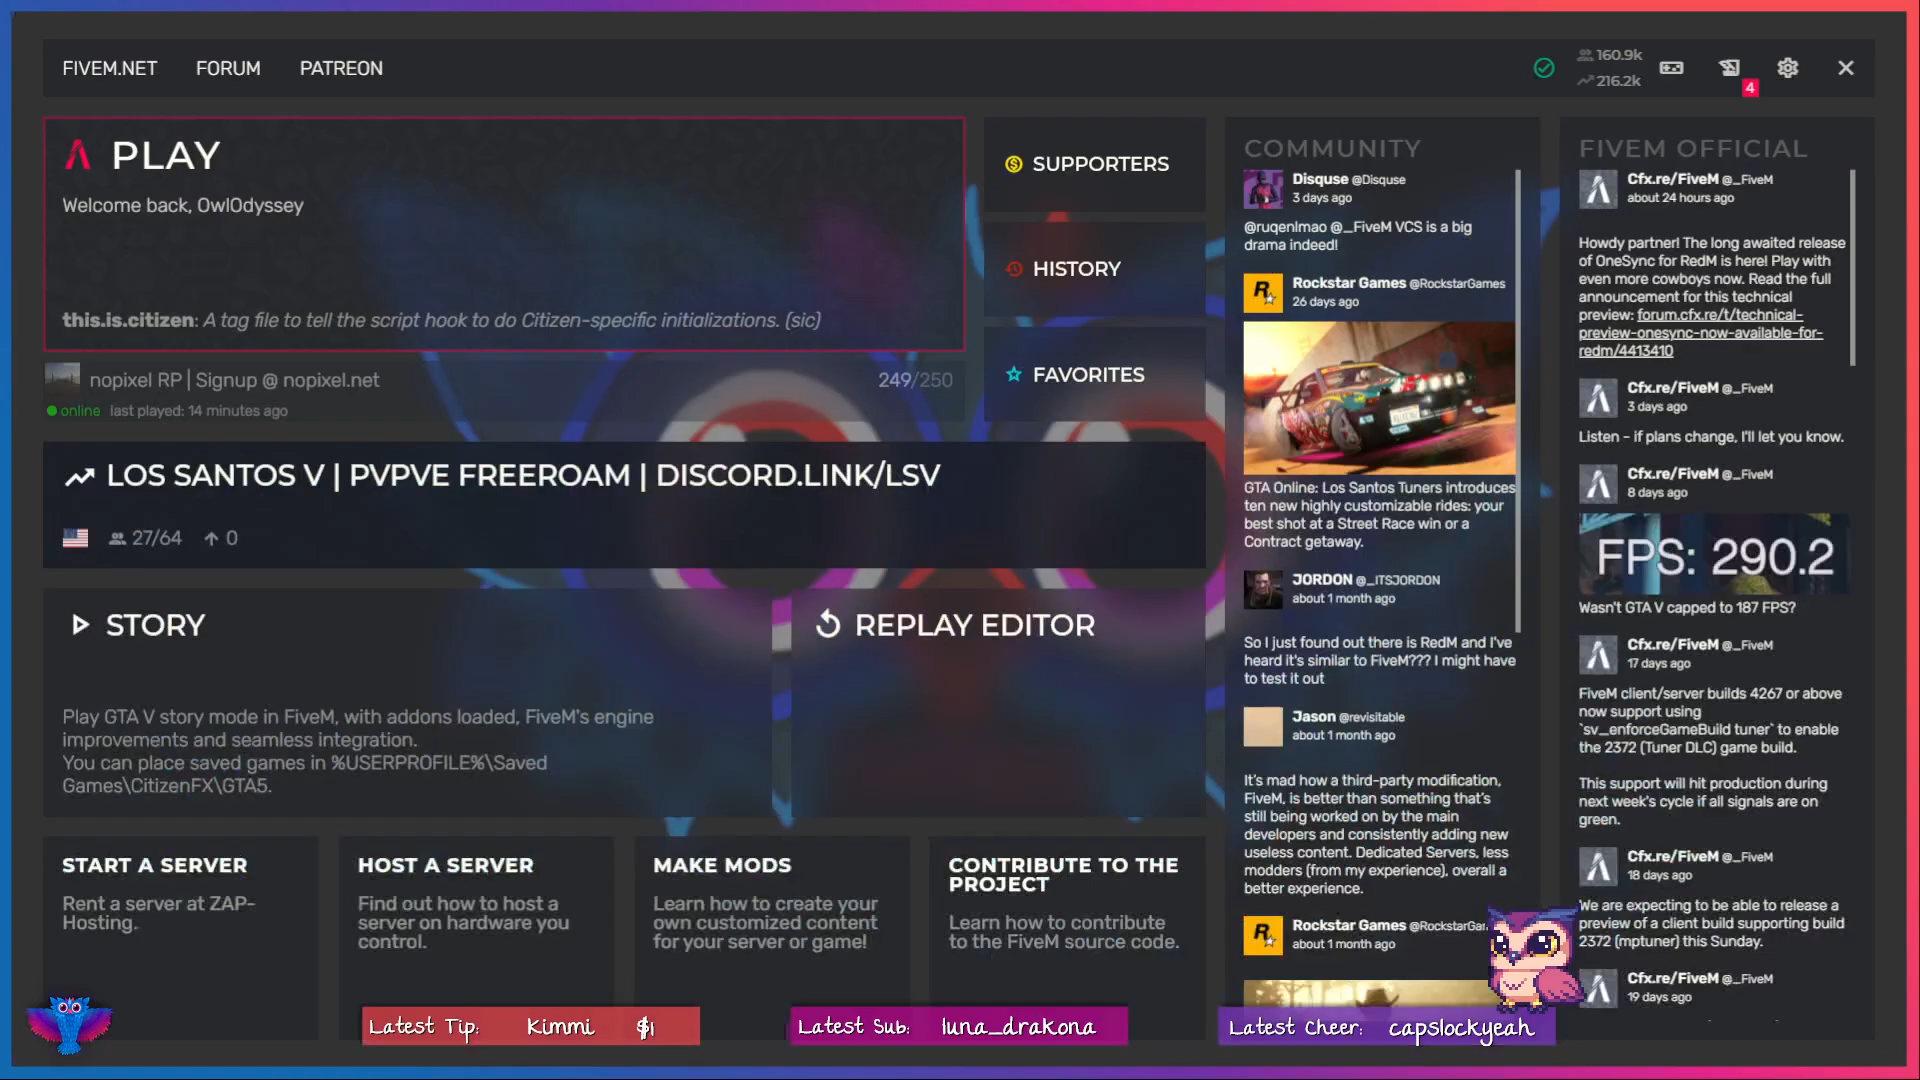 FIVEM.NET FORUM PATREON
160.9k
216.2k
4
PLAY
Welcome back, OwlOdyssey
this.is.citizen: A tag file to tell the script hook to do Citizen-specific initializations. (sic)
nopixel RP | Signup @ nopixel.net 249/250
online last played: 14 minutes ago
SUPPORTERS
HISTORY
FAVORITES
LOS SANTOS V | PVPVE FREEROAM | DISCORD.LINK/LSV
27/64 0
STORY
Play GTA V story mode in FiveM, with addons loaded, FiveM's engine
improvements and seamless integration.
You can place saved games in %USERPROFILE%\Saved
Games\CitizenFX\GTA5.
REPLAY EDITOR
START A SERVER
Rent a server at ZAP-
Hosting.
HOST A SERVER
Find out how to host a
server on hardware you
control.
MAKE MODS
Learn how to create your
own customized content
for your server or game!
CONTRIBUTE TO THE
PROJECT
Learn how to contribute
to the FiveM source code.
COMMUNITY
Disquse @Disquse
3 days ago
@ruqenlmao @_FiveM VCS is a big
drama indeed!
Rockstar Games @RockstarGames
26 days ago
GTA Online: Los Santos Tuners introduces
ten new highly customizable rides: your
best shot at a Street Race win or a
Contract getaway.
JORDON @_ITSJORDON
about 1 month ago
So I just found out there is RedM and I've
heard it's similar to FiveM??? I might have
to test it out
Jason @revisitable
about 1 month ago
It's mad how a third-party modification,
FiveM, is better than something that's
still being worked on by the main
developers and consistently adding new
useless content. Dedicated Servers, less
modders (from my experience), overall a
better experience.
Rockstar Games @RockstarGar
about 1 month ago
FIVEM OFFICIAL
Cfx.re/FiveM @_FiveM
about 24 hours ago
Howdy partner! The long awaited release
of OneSync for RedM is here! Play with
even more cowboys now. Read the full
announcement for this technical
preview: forum.cfx.re/t/technical-
preview-onesync-now-available-for-
redm/4413410
Cfx.re/FiveM @_FiveM
3 days ago
Listen - if plans change, I'll let you know.
Cfx.re/FiveM @_FiveM
8 days ago
FPS: 290.2
Wasn't GTA V capped to 187 FPS?
Cfx.re/FiveM @_FiveM
17 days ago
FiveM client/server builds 4267 or above
now support using
`sv_enforceGameBuild tuner` to enable
the 2372 (Tuner DLC) game build.
This support will hit production during
next week's cycle if all signals are on
green.
Cfx.re/FiveM @_FiveM
18 days ago
We are expecting to be able to release a
preview of a client build supporting build
2372 (mptuner) this Sunday.
Cfx.re/FiveM @_FiveM
19 days ago
Latest Tip: Kimmi $1
Latest Sub: luna_drakona
Latest Cheer: capslockyeah